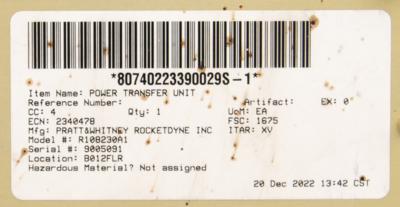 *80740223390029S-1*
Item Name: POWER TRANSFER UNIT
Reference Number: Artifact: EX: 0
CC: 4 Qty: 1 UoM: EA
ECN: 2340478 FSC: 1675
Mfg: PRATT&WHITNEY ROCKETDYNE INC ITAR: XV
Model #: R108230A1
Serial #: 9005091
Location: B012FLR
Hazardous Material? Not assigned
20 Dec 2022 13:42 CST